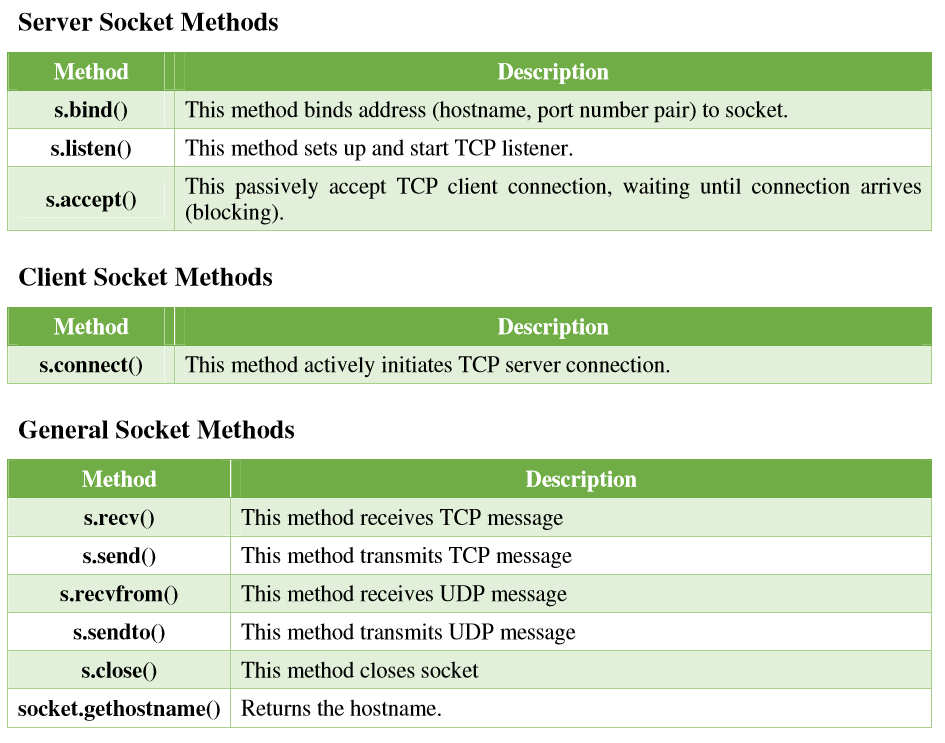 Server Socket Methods
Method Description
s.bind() This method binds address (hostname, port number pair) to socket.
s.listen() This method sets up and start TCP listener.
s.accept() This passively accept TCP client connection, waiting until connection arrives
(blocking).
Client Socket Methods
Method Description
s.connect() This method actively initiates TCP server connection.
General Socket Methods
Method Description
s.recv() This method receives TCP message
s.send() This method transmits TCP message
s.recvfrom() This method receives UDP message
s.sendto() This method transmits UDP message
s.close() This method closes socket
socket.gethostname() Returns the hostname.